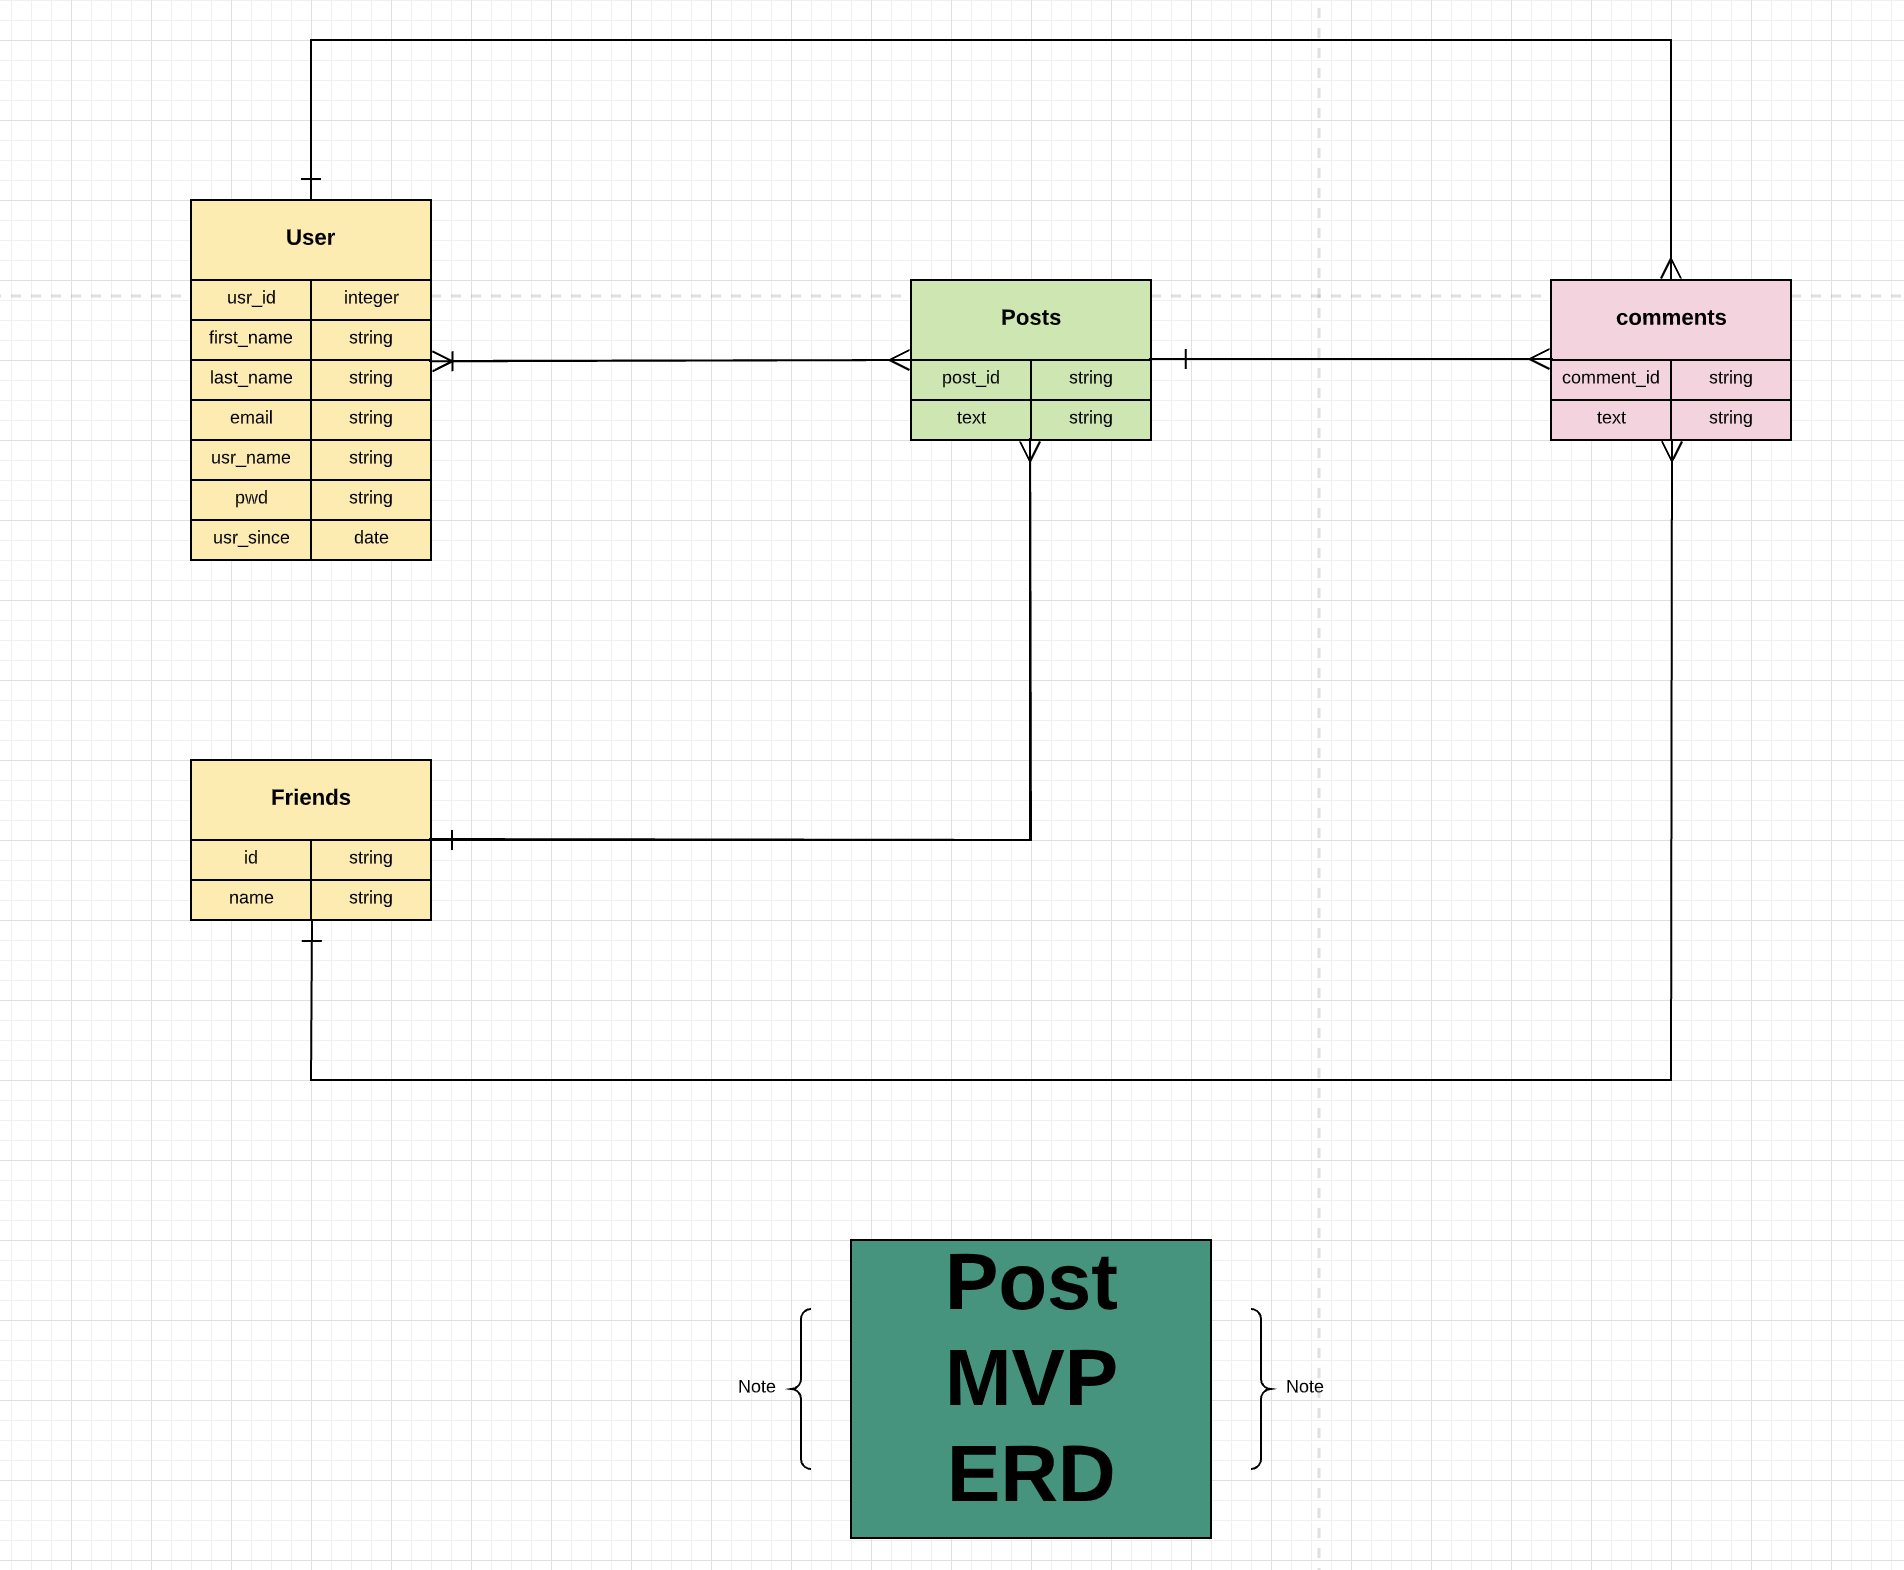 User
usr_id integer
first_name string
last_name string
email string
usr_name string
pwd string
usr_since date
Posts
post_id string
text string
comments
comment_id string
text string
Friends
id string
name string
Post
MVP
ERD
Note
Note